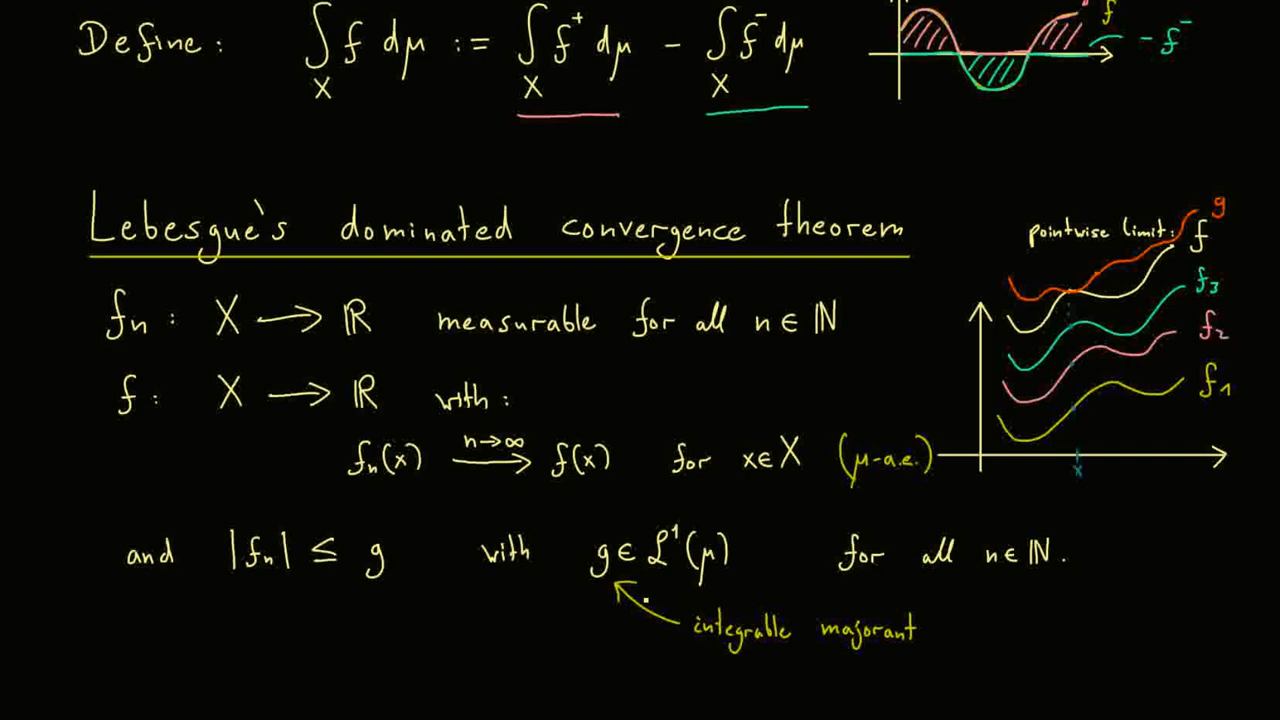 Define: ∫_X f dμ := ∫_X f⁺ dμ − ∫_X f⁻ dμ
f
−f⁻
Lebesgue's dominated convergence theorem
fn : X → ℝ measurable for all n ∈ ℕ
f : X → ℝ with:
fn(x) →(n→∞) f(x) for x∈X (μ-a.e.)
and |fn| ≤ g with g ∈ ℒ¹(μ) for all n∈ℕ.
integrable majorant
g
pointwise limit: f
f₃
f₂
f₁
x